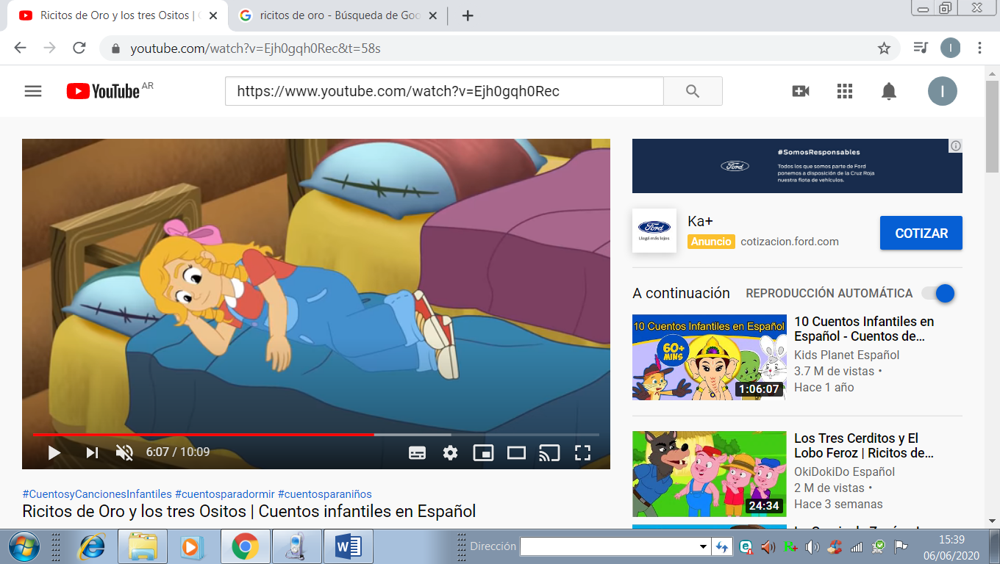 Ricitos de Oro y los tres Ositos |
ricitos de oro - Búsqueda de Goo
youtube.com/watch?v=Ejh0gqh0Rec&t=58s
I
YouTube AR
https://www.youtube.com/watch?v=Ejh0gqh0Rec
I
#SomosResponsables
Ford
Todos los que somos parte de Ford
ponemos a disposición de la Cruz Roja
nuestra flota de vehículos.
Ford
Llegá más lejos
Ka+
Anuncio cotizacion.ford.com
COTIZAR
A continuación REPRODUCCIÓN AUTOMÁTICA
10 Cuentos Infantiles en Español
60+
MINS
1:06:07
10 Cuentos Infantiles en
Español - Cuentos de...
Kids Planet Español
3.7 M de vistas •
Hace 1 año
24:34
Los Tres Cerditos y El
Lobo Feroz | Ricitos de...
OkiDokiDo Español
2 M de vistas •
Hace 3 semanas
6:07 / 10:09
#CuentosyCancionesInfantiles #cuentosparadormir #cuentosparaniños
Ricitos de Oro y los tres Ositos | Cuentos infantiles en Español
Dirección
15:39
06/06/2020